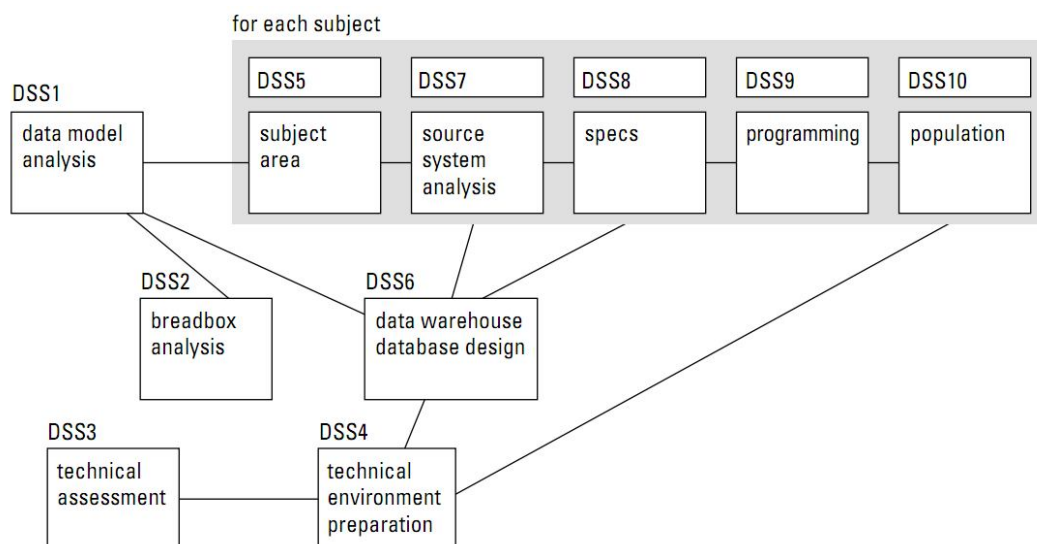 for each subject
DSS5
DSS7
DSS8
DSS9
DSS10
DSS1
data model
analysis
subject
area
source
system
analysis
specs
programming
population
DSS2
breadbox
analysis
DSS6
data warehouse
database design
DSS3
technical
assessment
DSS4
technical
environment
preparation